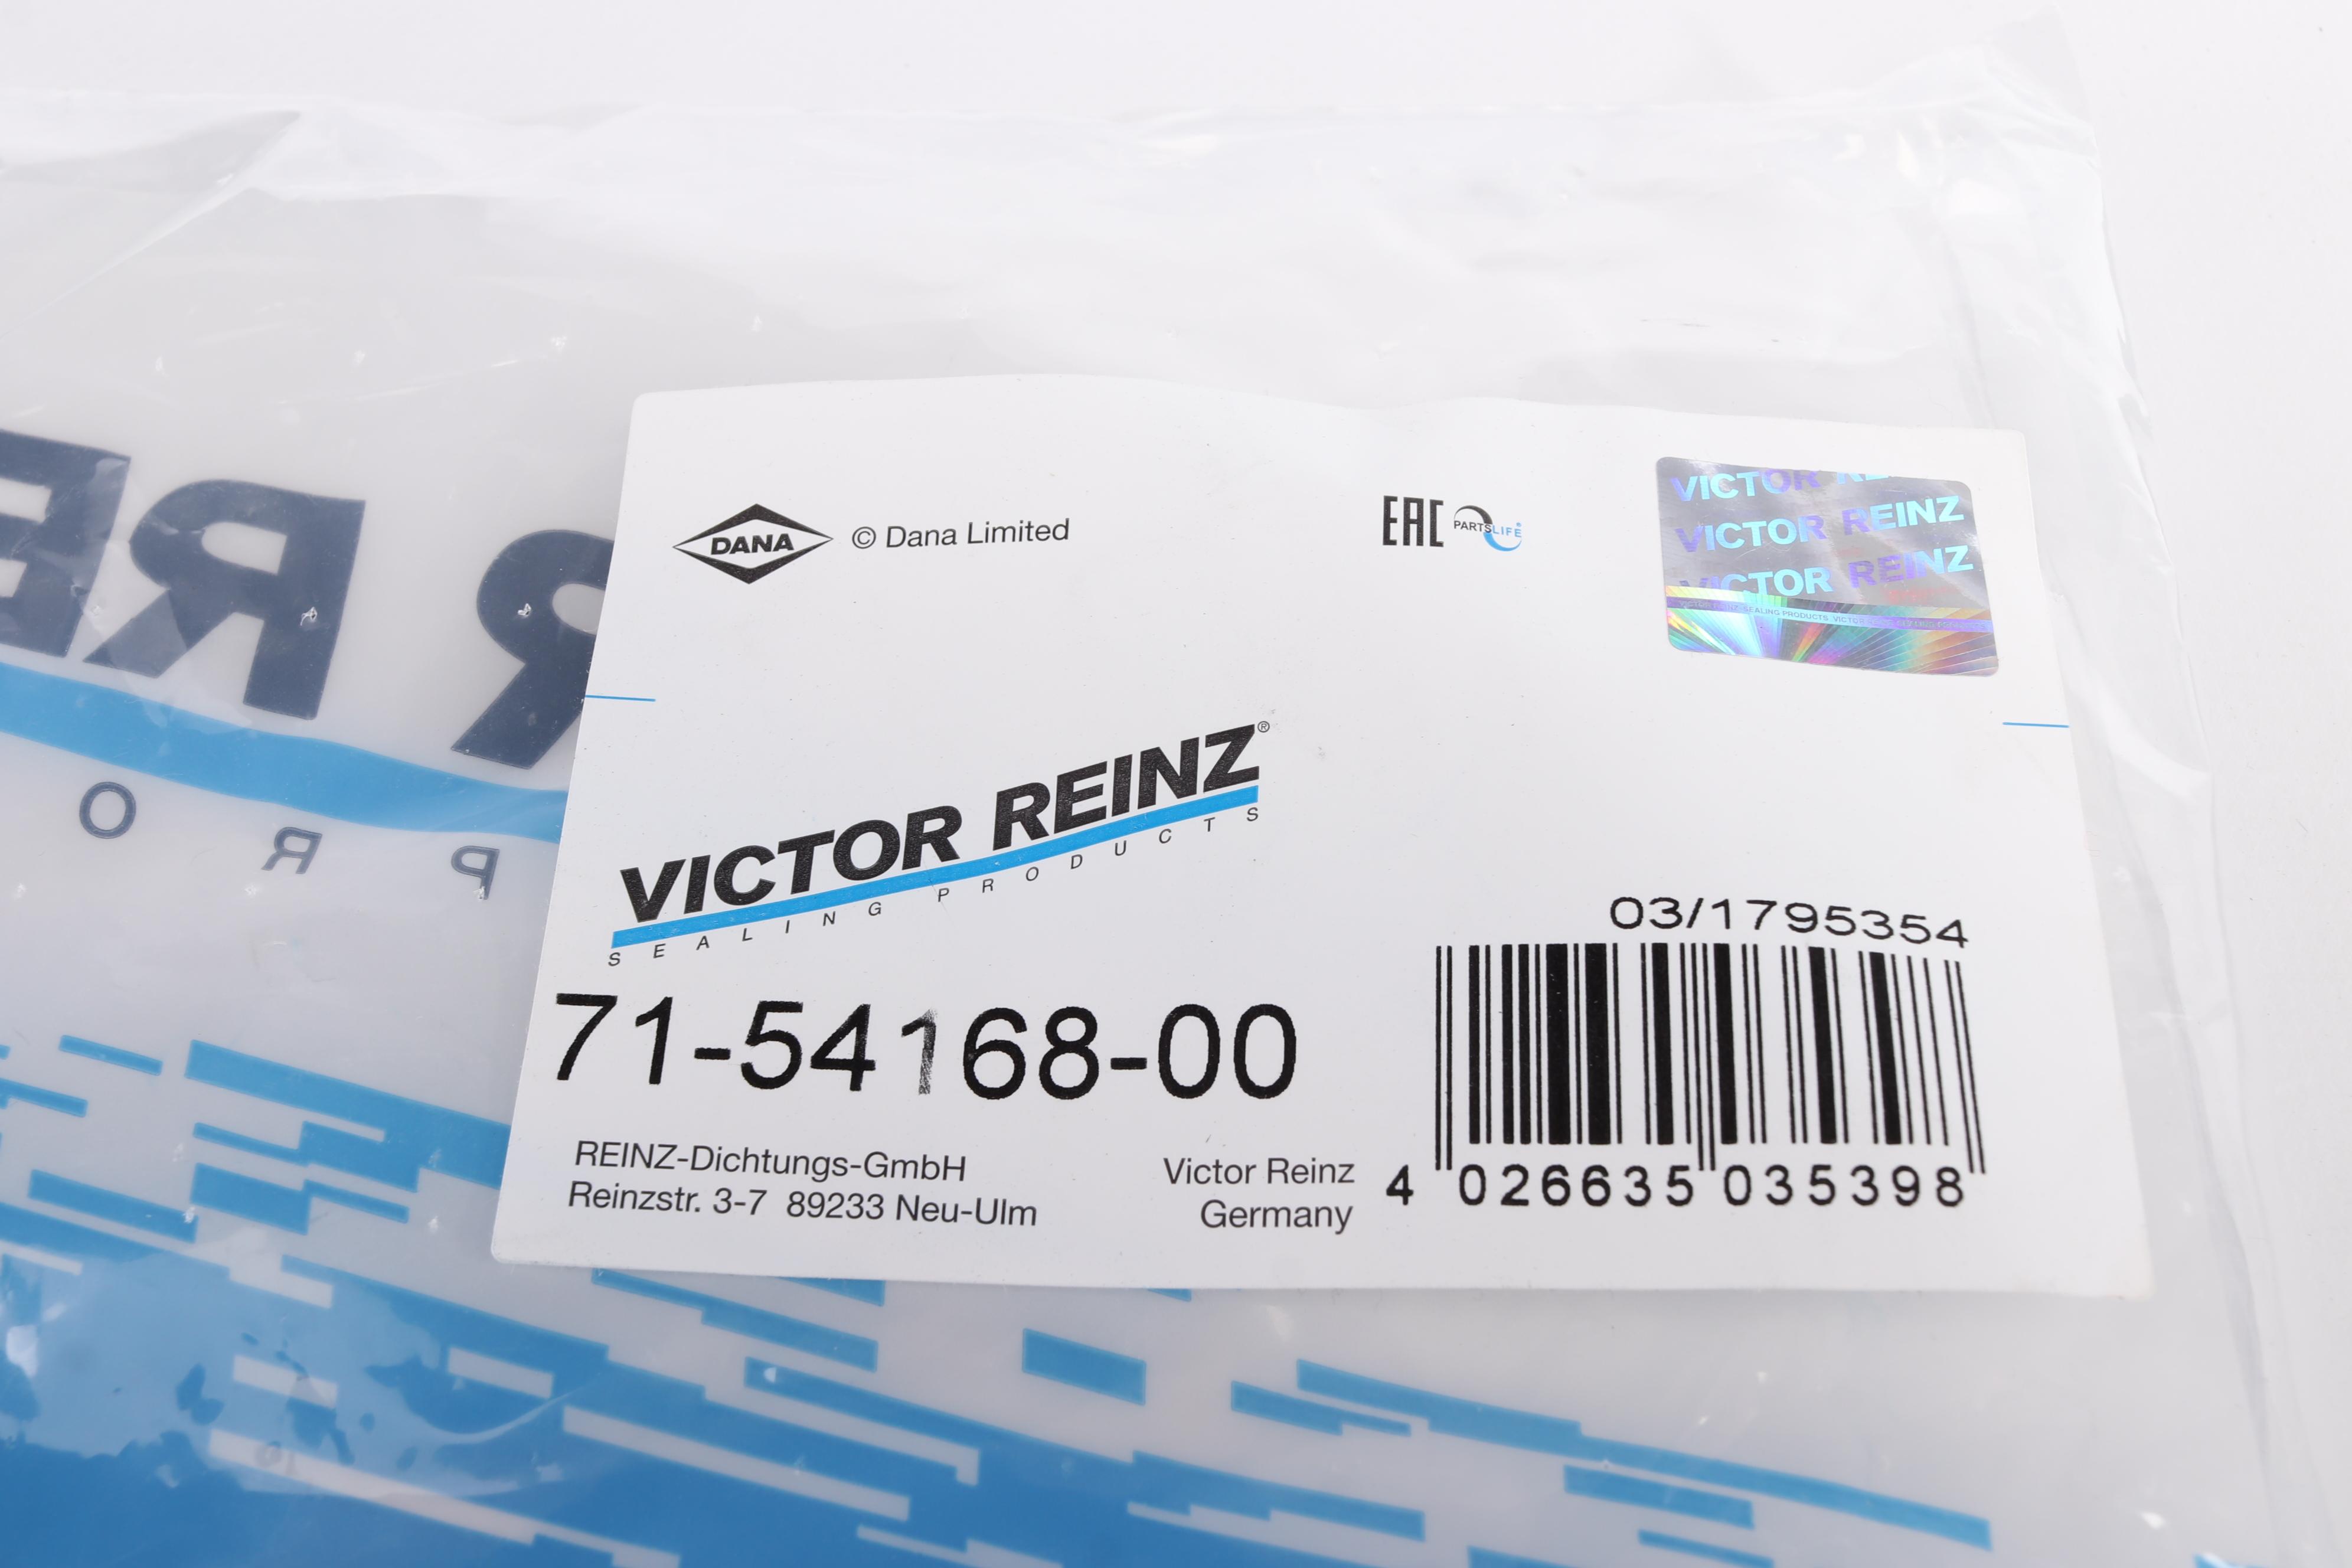 DANA © Dana Limited
EAC PARTSLIFE®
VICTOR
VICTOR REINZ
VICTOR REINZ
VICTOR REINZ®
SEALING PRODUCTS
03/1795354
71-54168-00
REINZ-Dichtungs-GmbH
Reinzstr. 3-7 89233 Neu-Ulm
Victor Reinz
Germany
4 026635 035398